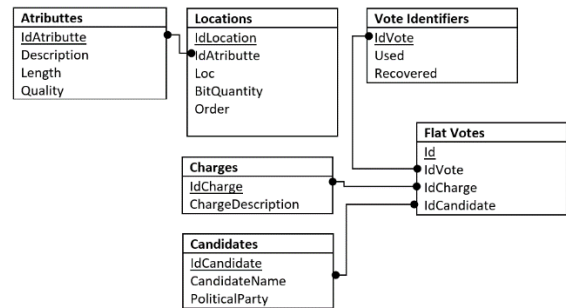 Atributtes
IdAtributte
Description
Length
Quality
Locations
IdLocation
IdAtributte
Loc
BitQuantity
Order
Vote Identifiers
IdVote
Used
Recovered
Flat Votes
Id
IdVote
IdCharge
IdCandidate
Charges
IdCharge
ChargeDescription
Candidates
IdCandidate
CandidateName
PoliticalParty